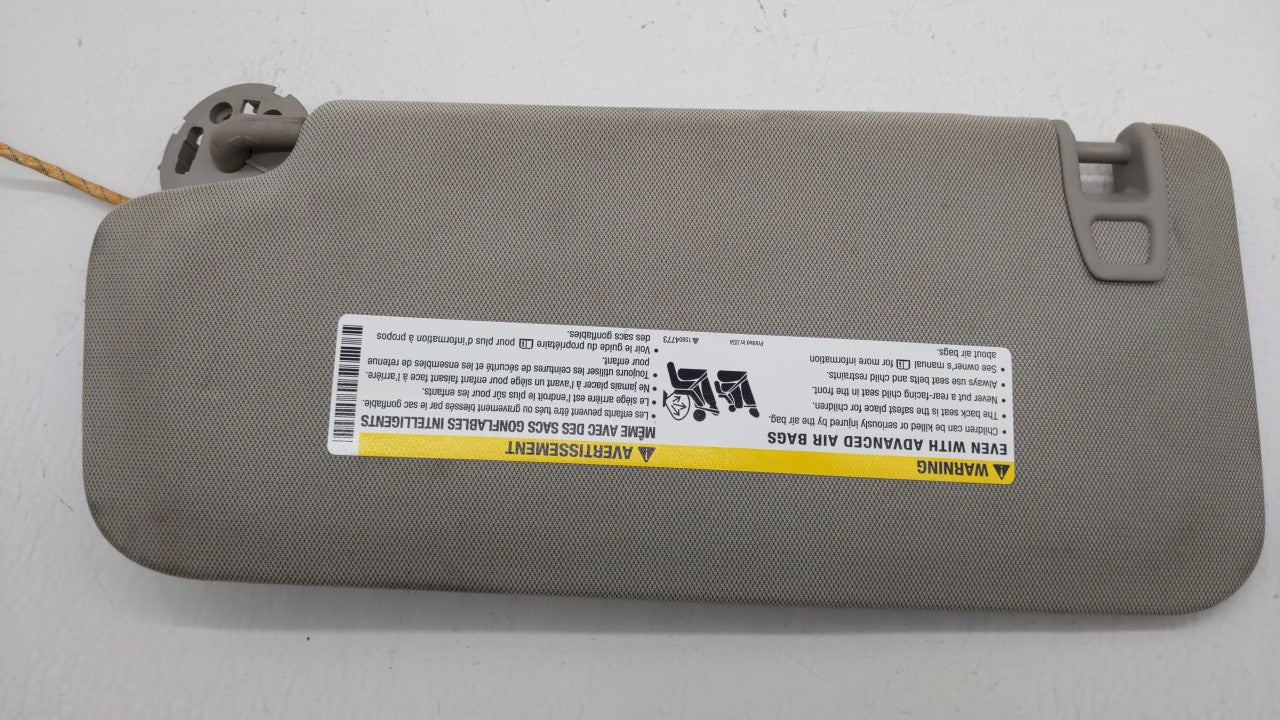 WARNING
EVEN WITH ADVANCED AIR BAGS
• Children can be killed or seriously injured by the air bag.
• The back seat is the safest place for children.
• Never put a rear-facing child seat in the front.
• Always use seat belts and child restraints.
• See owner's manual for more information
about air bags.
Printed in USA
15804773
AVERTISSEMENT
MÊME AVEC DES SACS GONFLABLES INTELLIGENTS
• Les enfants peuvent être tués ou gravement blessés par le sac gonflable.
• Le siège arrière est l'endroit le plus sûr pour les enfants.
• Ne jamais placer à l'avant un siège pour enfant faisant face à l'arrière.
• Toujours utiliser les ceintures de sécurité et les ensembles de retenue
pour enfant.
• Voir le guide du propriétaire pour plus d'information à propos
des sacs gonflables.